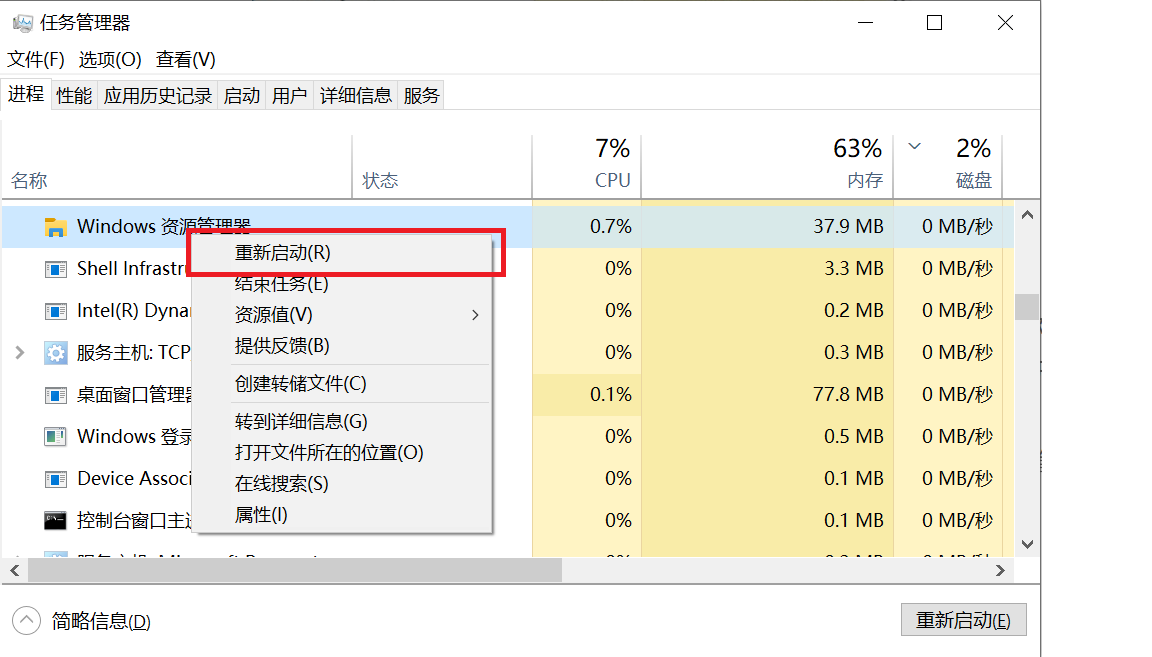 任务管理器
文件(F) 选项(O) 查看(V)
进程 性能 应用历史记录 启动 用户 详细信息 服务
7% 63% 2%
名称 状态 CPU 内存 磁盘
Windows 资源管理器 0.7% 37.9 MB 0 MB/秒
重新启动(R)
Shell Infrastr 0% 3.3 MB 0 MB/秒
结束任务(E)
Intel(R) Dyna 0% 0.2 MB 0 MB/秒
资源值(V)
服务主机: TCP 0% 0.3 MB 0 MB/秒
提供反馈(B)
创建转储文件(C)
桌面窗口管理器 0.1% 77.8 MB 0 MB/秒
转到详细信息(G)
Windows 登录 0% 0.5 MB 0 MB/秒
打开文件所在的位置(O)
Device Associ 0% 0.1 MB 0 MB/秒
在线搜索(S)
控制台窗口主进 0% 0.1 MB 0 MB/秒
属性(I)
简略信息(D) 重新启动(E)